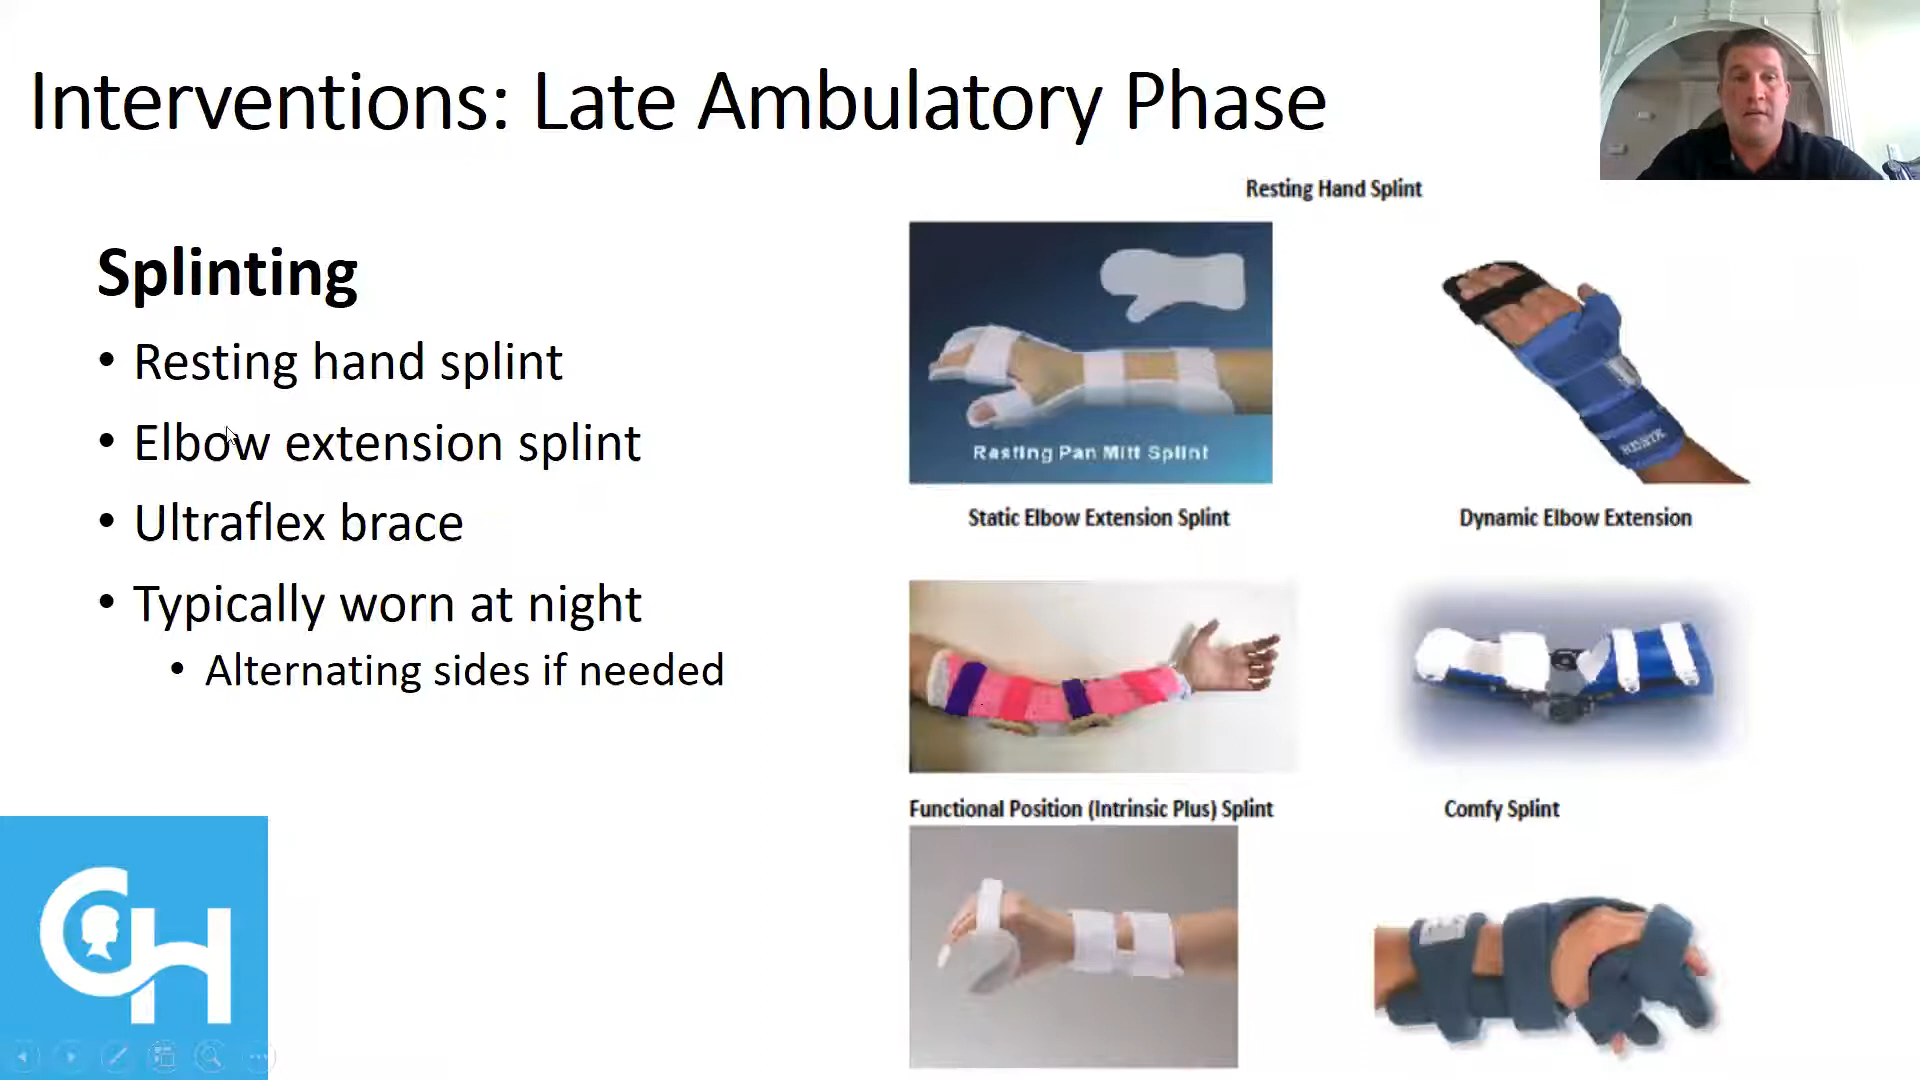 Interventions: Late Ambulatory Phase
Splinting
• Resting hand splint
• Elbow extension splint
• Ultraflex brace
• Typically worn at night
• Alternating sides if needed
Resting Hand Splint
Resting Pan Mitt Splint
Static Elbow Extension Splint
Dynamic Elbow Extension
Functional Position (Intrinsic Plus) Splint
Comfy Splint
CH